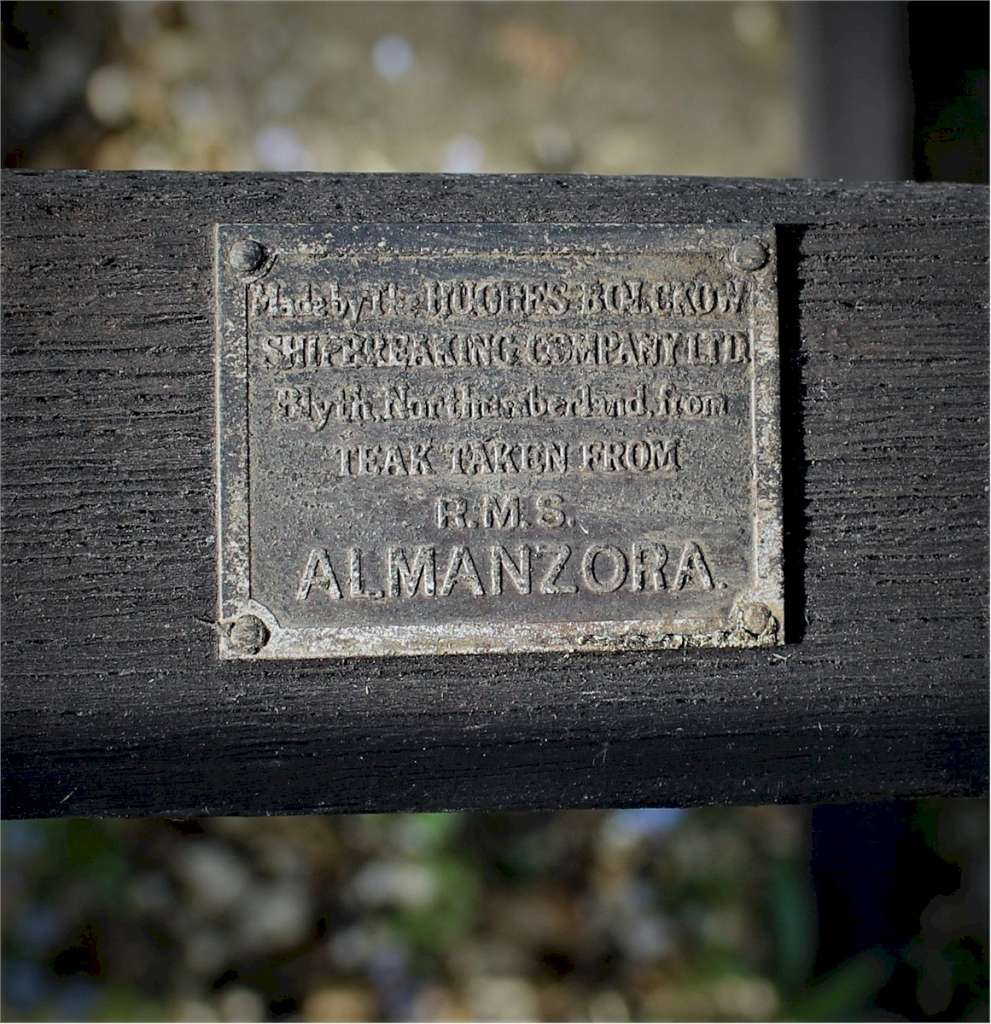 Made by The HUGHES BOLCKOW
SHIPBREAKING COMPANY LTD
Blyth, Northumberland, from
TEAK TAKEN FROM
R.M.S.
ALMANZORA.